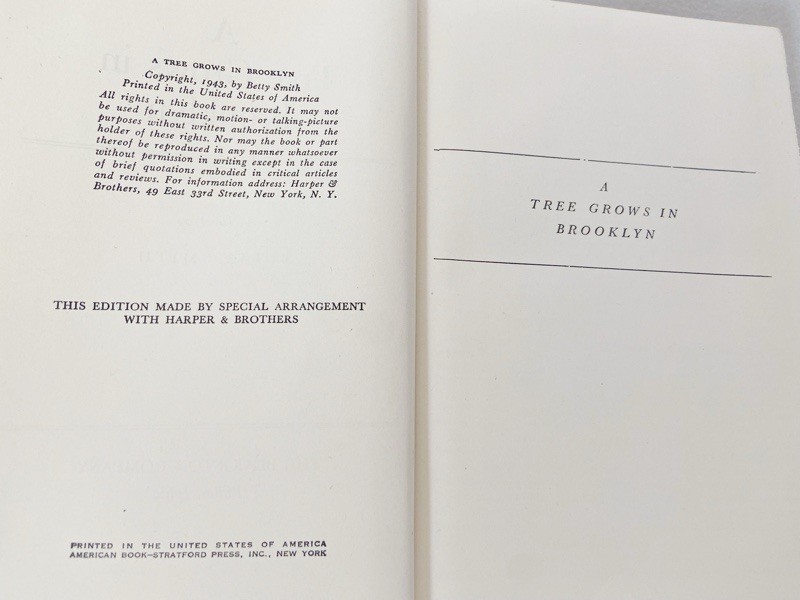 A TREE GROWS IN BROOKLYN
Copyright, 1943, by Betty Smith
Printed in the United States of America
All rights in this book are reserved. It may not
be used for dramatic, motion- or talking-picture
purposes without written authorization from the
holder of these rights. Nor may the book or part
thereof be reproduced in any manner whatsoever
without permission in writing except in the case
of brief quotations embodied in critical articles
and reviews. For information address: Harper &
Brothers, 49 East 33rd Street, New York, N. Y.
THIS EDITION MADE BY SPECIAL ARRANGEMENT
WITH HARPER & BROTHERS
PRINTED IN THE UNITED STATES OF AMERICA
AMERICAN BOOK–STRATFORD PRESS, INC., NEW YORK
A
TREE GROWS IN
BROOKLYN